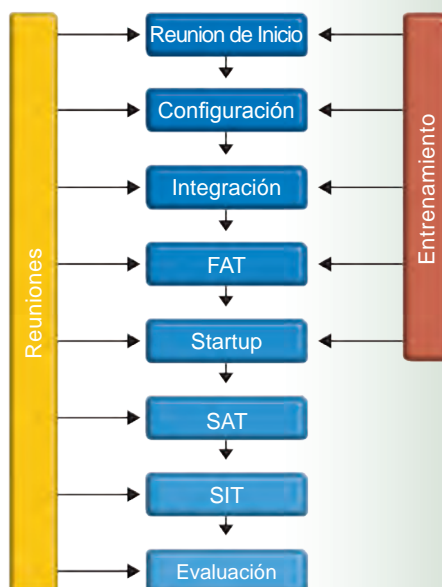 Reunion de Inicio
Configuración
Integración
FAT
Startup
SAT
SIT
Evaluación
Reuniones
Entrenamiento